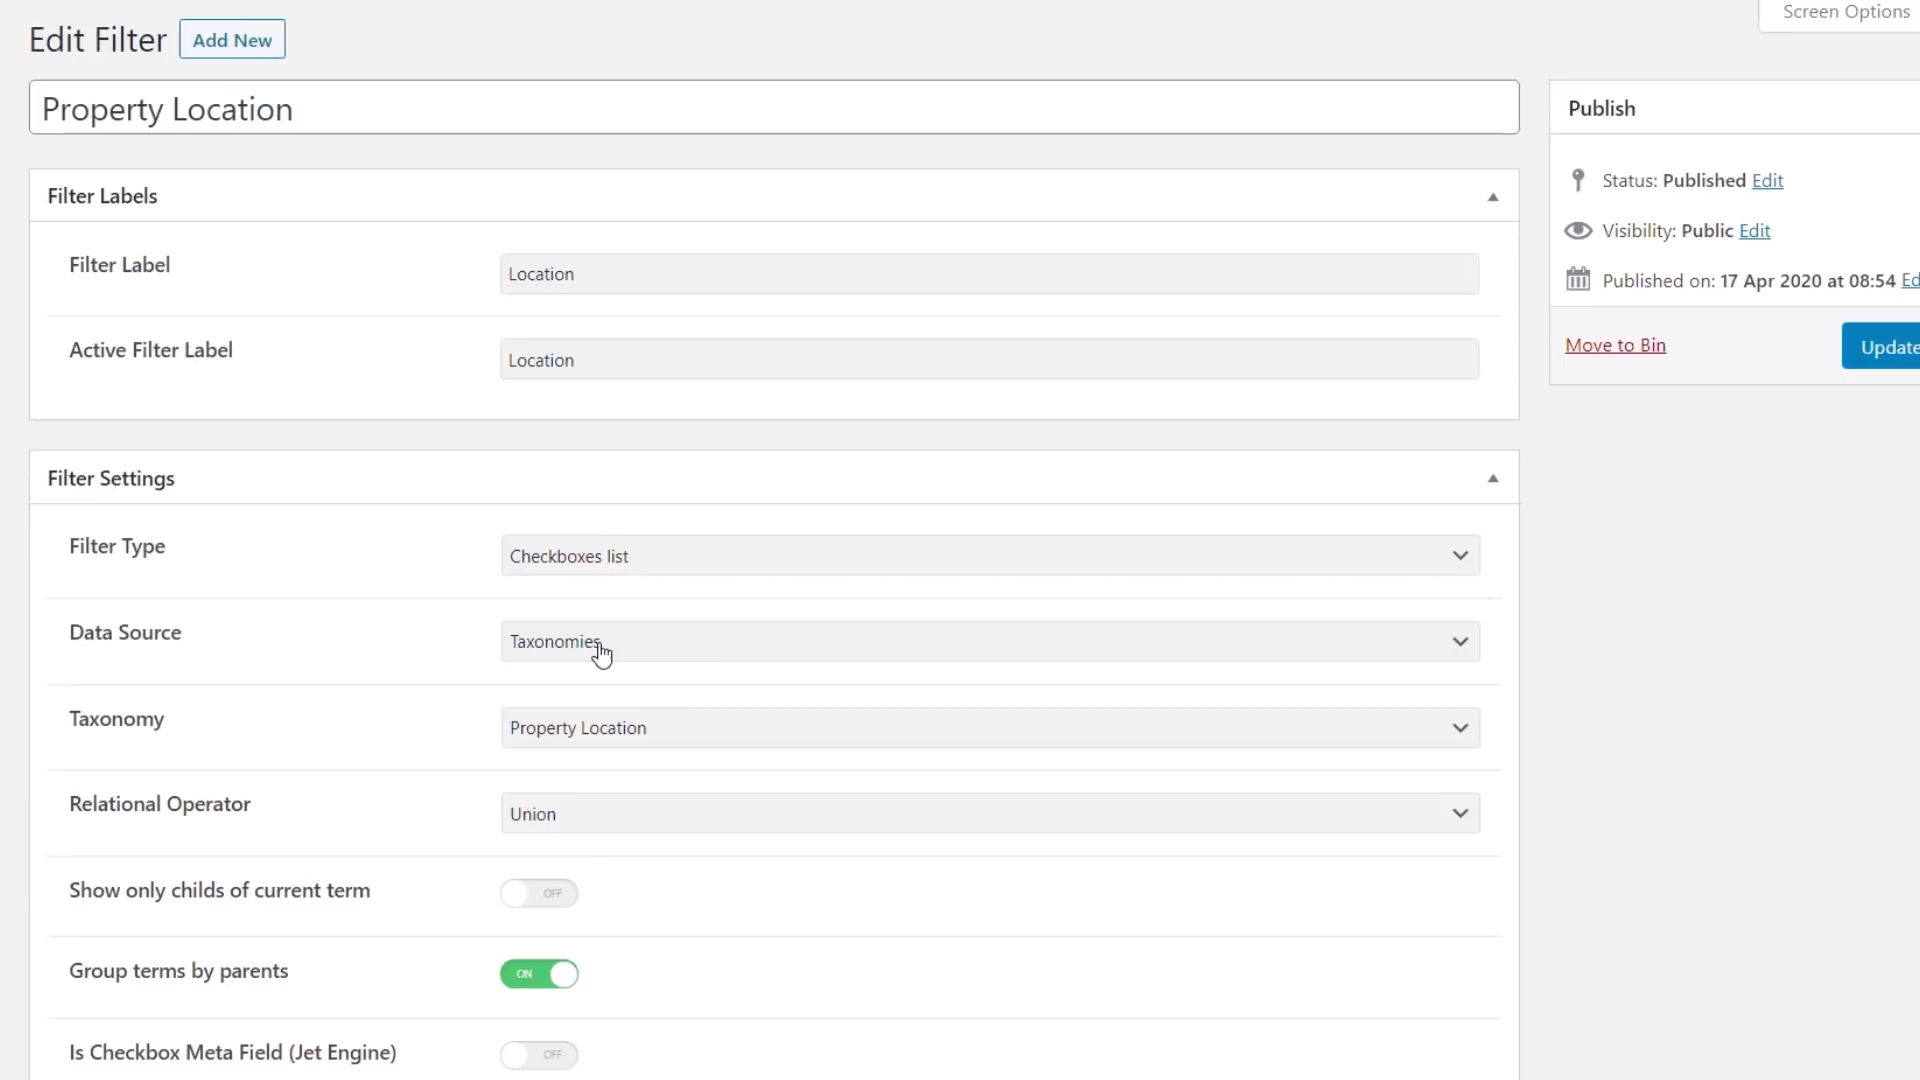 Screen Options
Edit Filter
Add New
Property Location
Filter Labels
Filter Label
Location
Active Filter Label
Location
Filter Settings
Filter Type
Checkboxes list
Data Source
Taxonomies
Taxonomy
Property Location
Relational Operator
Union
Show only childs of current term
OFF
Group terms by parents
ON
Is Checkbox Meta Field (Jet Engine)
OFF
Publish
Status: Published Edit
Visibility: Public Edit
Published on: 17 Apr 2020 at 08:54 Ed
Move to Bin
Update